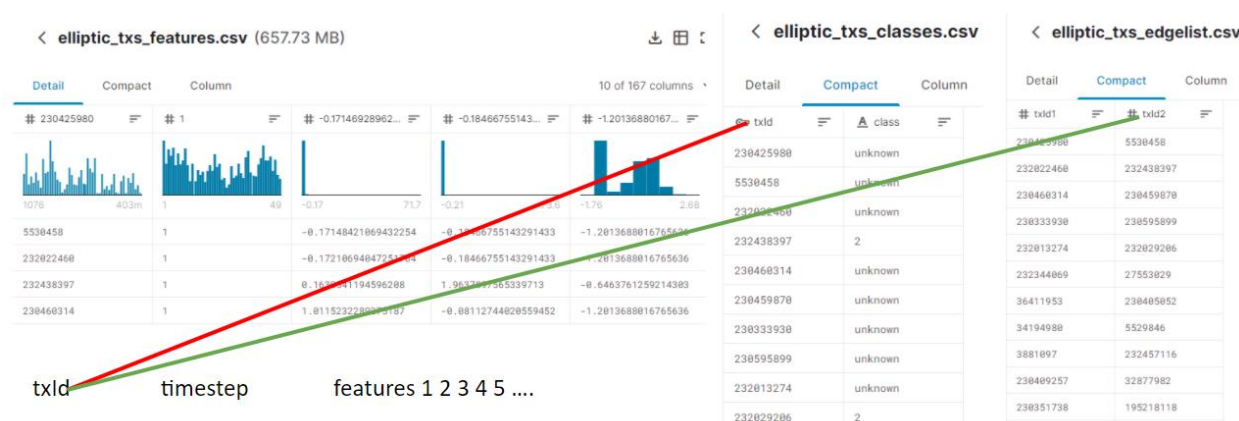 elliptic_txs_features.csv (657.73 MB)
Detail Compact Column 10 of 167 columns
# 230425980 # 1 # -0.17146928962... # -0.18466755143... # -1.20136880167...
1076 403m 1 49 -0.17 71.7 -0.21 -1.76 2.68
5530458 1 -0.17148421069432254 -0.18466755143291433
232022460 1 -0.18466755143291433 -1.2013688016765636
232438397 1 -0.6463761259214303
230460314 1 -0.08112744020559452 -1.2013688016765636
txId timestep features 1 2 3 4 5 ....
elliptic_txs_classes.csv
Detail Compact Column
txId A class
230425980 unknown
5530458 unknown
232022460 unknown
232438397 2
230460314 unknown
230459870 unknown
230333930 unknown
230595899 unknown
232013274 unknown
232029206 2
elliptic_txs_edgelist.csv
Detail Compact Column
# txId1 # txId2
230425980 5530458
232022460 232438397
230460314 230459870
230333930 230595899
232013274 232029206
232344069 27553029
36411953 230405052
34194980 5529846
3881097 232457116
230409257 32877982
230351738 195218118